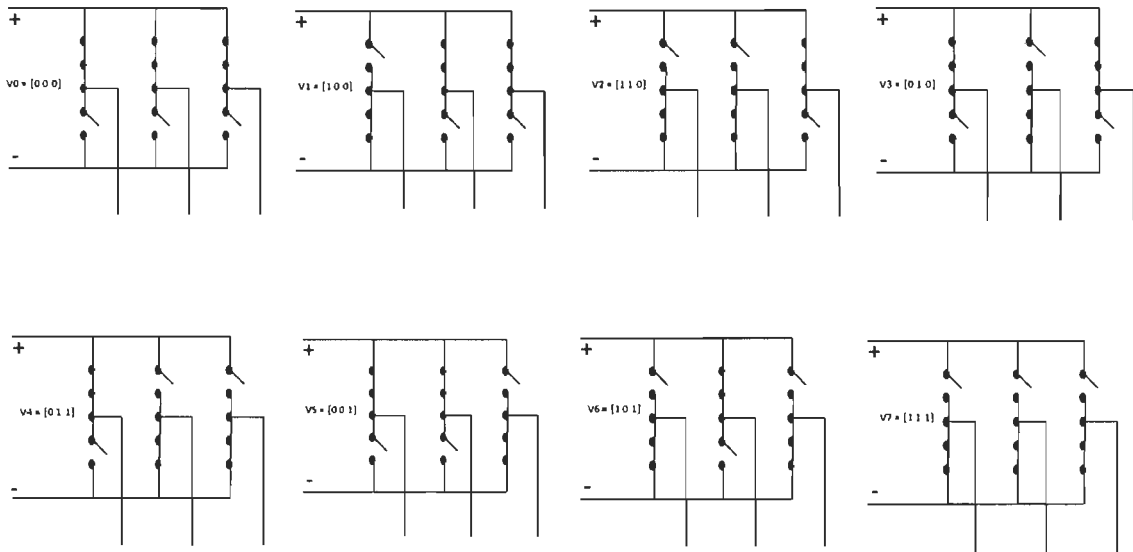 + + + +
V0 = [0 0 0] V1 = [1 0 0] V2 = [1 1 0] V3 = [0 1 0]
- - - -
+ + + +
V4 = [0 1 1] V5 = [0 0 1] V6 = [1 0 1] V7 = [1 1 1]
- - - -